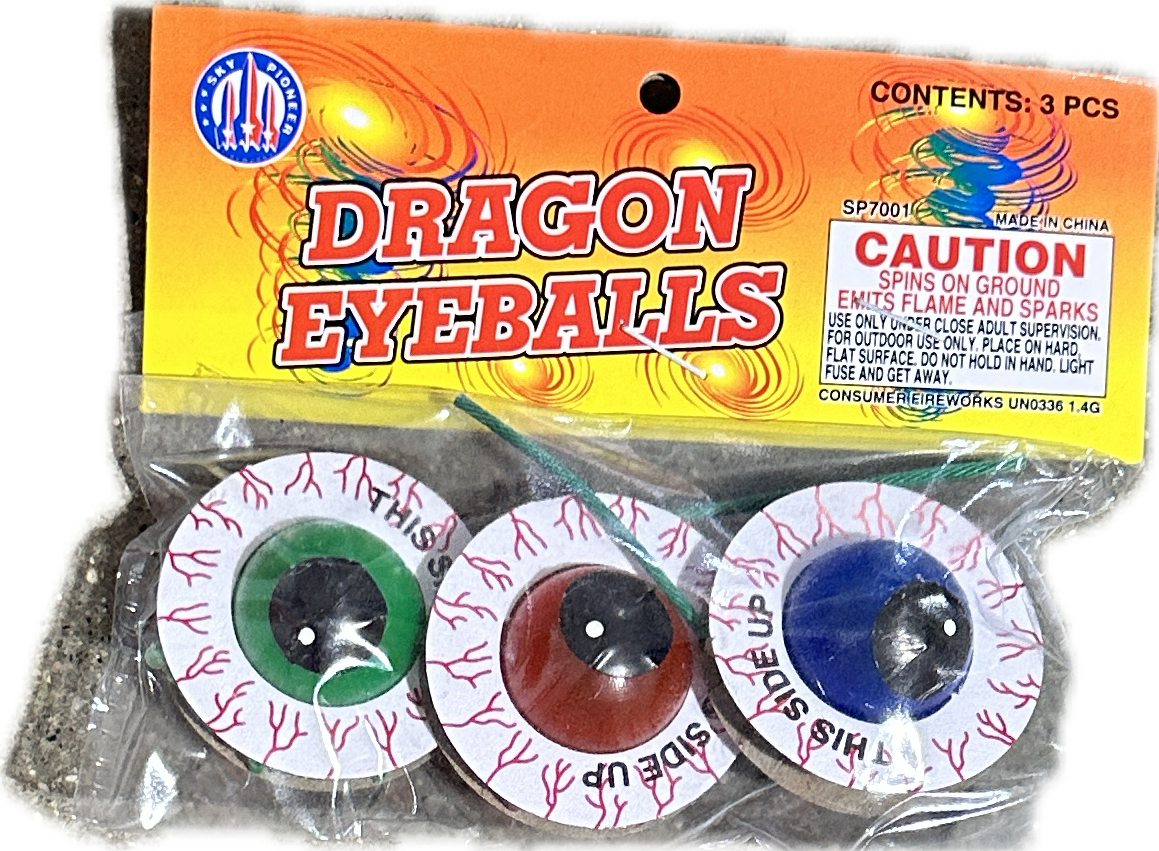 SKY PIONEER
CONTENTS: 3 PCS
DRAGON
EYEBALLS
SP7001
MADE IN CHINA
CAUTION
SPINS ON GROUND
EMITS FLAME AND SPARKS
USE ONLY UNDER CLOSE ADULT SUPERVISION.
FOR OUTDOOR USE ONLY. PLACE ON HARD,
FLAT SURFACE. DO NOT HOLD IN HAND. LIGHT
FUSE AND GET AWAY.
CONSUMER FIREWORKS UN0336 1.4G
THIS S
SIDE UP
THIS SIDE UP